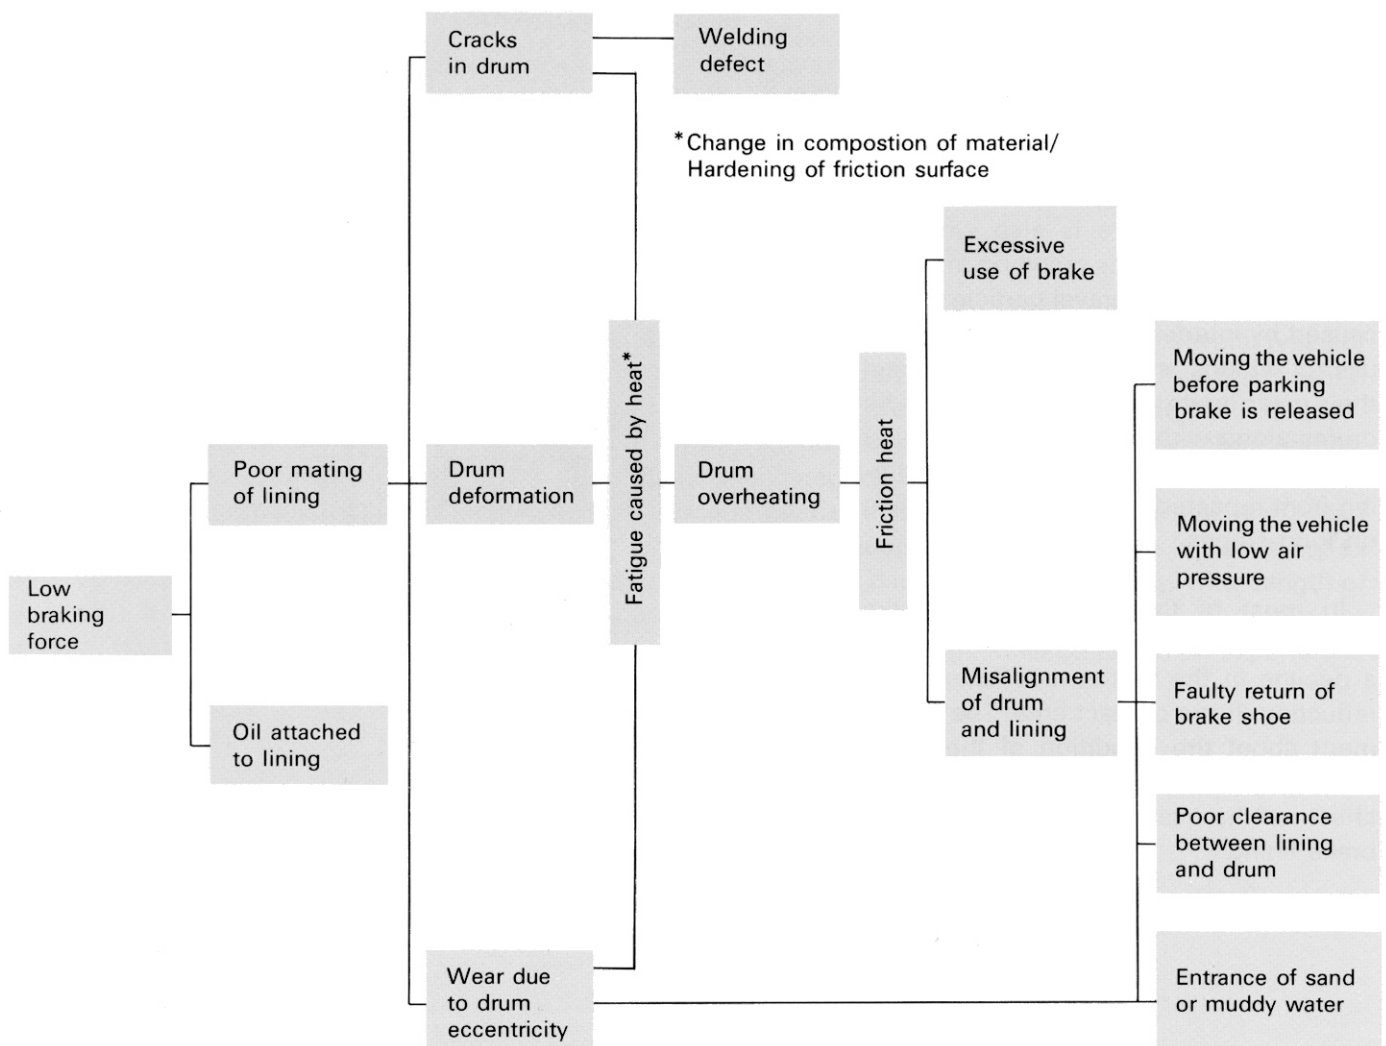 Cracks
in drum
Welding
defect
*Change in compostion of material/
Hardening of friction surface
Excessive
use of brake
Moving the vehicle
before parking
brake is released
Fatigue caused by heat*
Friction heat
Poor mating
of lining
Drum
deformation
Drum
overheating
Moving the vehicle
with low air
pressure
Low
braking
force
Misalignment
of drum
and lining
Faulty return of
brake shoe
Oil attached
to lining
Poor clearance
between lining
and drum
Wear due
to drum
eccentricity
Entrance of sand
or muddy water